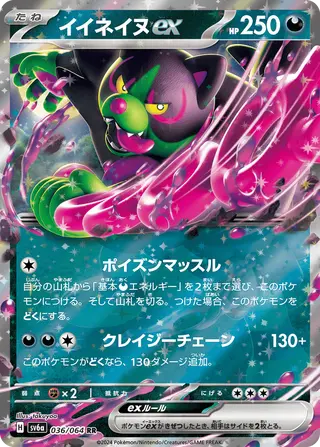 たね イイネイヌex HP250
ポイズンマッスル
自分の山札から「基本エネルギー」を2枚まで選び、このポケ
モンにつける。そして山札を切る。つけた場合、このポケモン
をどくにする。
クレイジーチェーン 130+
このポケモンがどくなら、130ダメージ追加。
弱点 ×2 抵抗力 にげる
Illus. takuyoa
H SV6a 036/064 RR
exルール
ポケモンexがきぜつしたとき、相手はサイドを2枚とる。
©2024 Pokémon/Nintendo/Creatures/GAME FREAK.